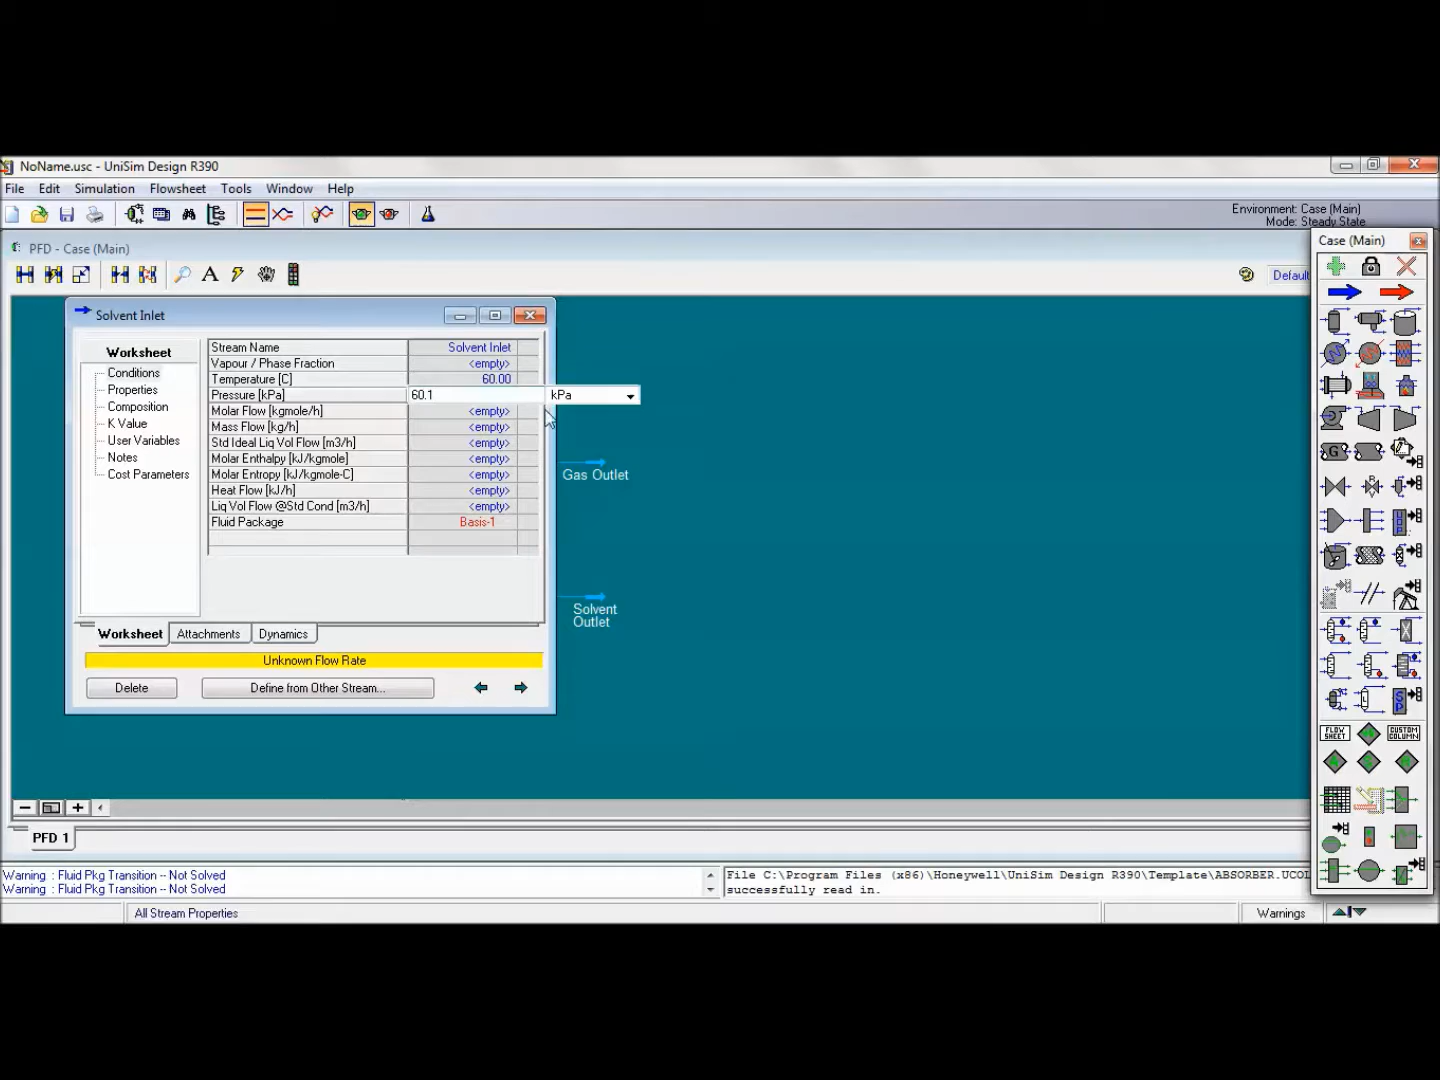 NoName.usc - UniSim Design R390
File Edit Simulation Flowsheet Tools Window Help
Environment: Case (Main)
Mode: Steady State
PFD - Case (Main)
Case (Main)
A
Default
Solvent Inlet
Worksheet
Conditions
Properties
Composition
K Value
User Variables
Notes
Cost Parameters
Stream Name Solvent Inlet
Vapour / Phase Fraction <empty>
Temperature [C] 60.00
Pressure [kPa] 60.1 kPa
Molar Flow [kgmole/h] <empty>
Mass Flow [kg/h] <empty>
Std Ideal Liq Vol Flow [m3/h] <empty>
Molar Enthalpy [kJ/kgmole] <empty>
Molar Entropy [kJ/kgmole-C] <empty>
Heat Flow [kJ/h] <empty>
Liq Vol Flow @Std Cond [m3/h] <empty>
Fluid Package Basis-1
Worksheet Attachments Dynamics
Unknown Flow Rate
Delete Define from Other Stream...
Gas Outlet
Solvent
Outlet
FLOW
SHEET
CUSTOM
COLUMN
PFD 1
Warning : Fluid Pkg Transition -- Not Solved
Warning : Fluid Pkg Transition -- Not Solved
File C:\Program Files (x86)\Honeywell\UniSim Design R390\Template\ABSORBER.UCOL
successfully read in.
All Stream Properties
Warnings